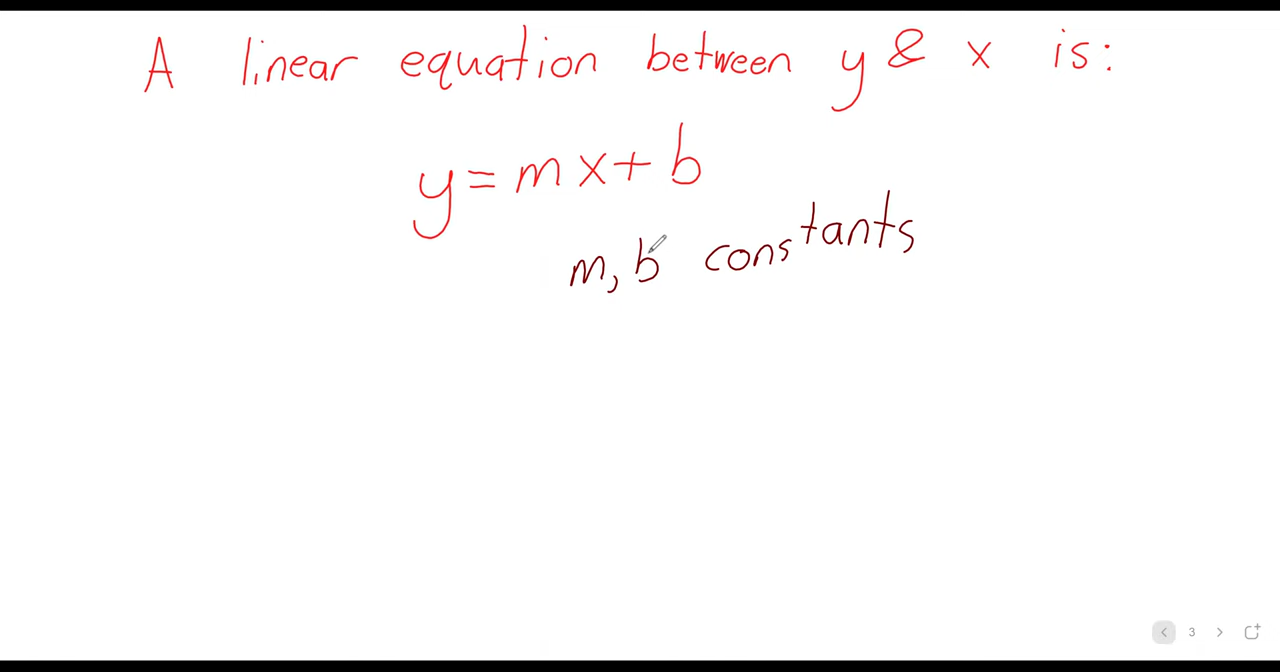 A linear equation between y & x is:
y = mx + b
m, b constants
3